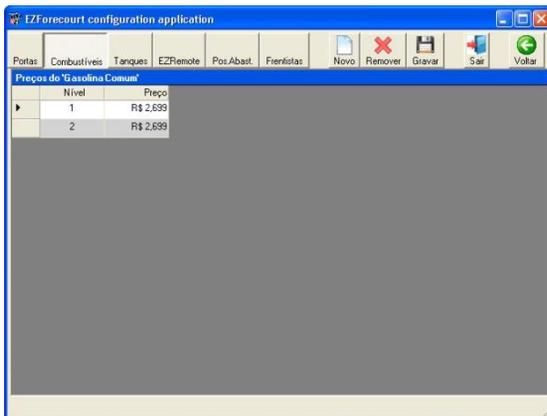 EZForecourt configuration application
Portas Combustíveis Tanques EZRemote Pos.Abast. Frentistas Novo Remover Gravar Sair Voltar
Preços do 'Gasolina Comum'
Nível Preço
1 R$ 2,699
2 R$ 2,699